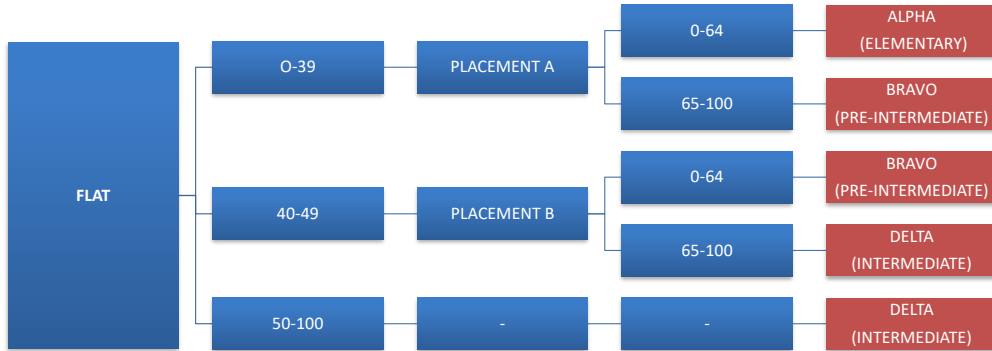 FLAT
O-39
PLACEMENT A
0-64
ALPHA
(ELEMENTARY)
65-100
BRAVO
(PRE-INTERMEDIATE)
40-49
PLACEMENT B
0-64
BRAVO
(PRE-INTERMEDIATE)
65-100
DELTA
(INTERMEDIATE)
50-100
-
-
DELTA
(INTERMEDIATE)